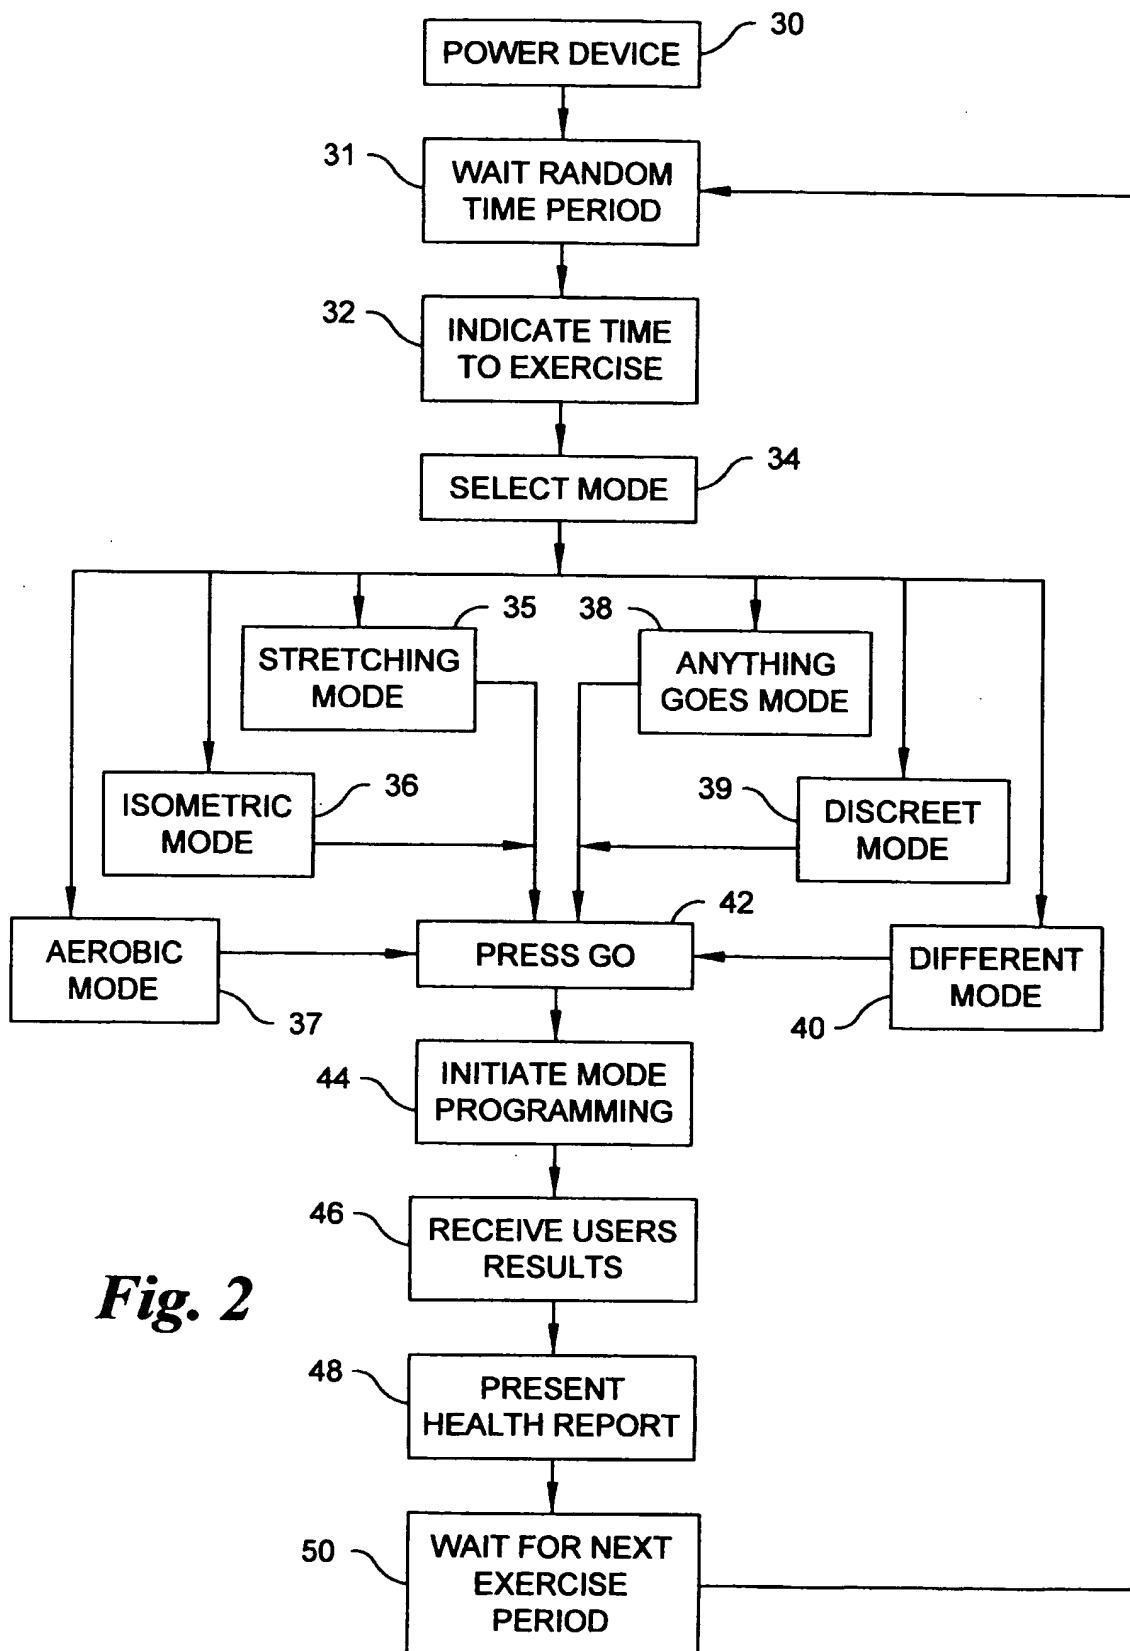 30
POWER DEVICE
31
WAIT RANDOM
TIME PERIOD
32
INDICATE TIME
TO EXERCISE
34
SELECT MODE
35
STRETCHING
MODE
38
ANYTHING
GOES MODE
36
ISOMETRIC
MODE
39
DISCREET
MODE
42
PRESS GO
AEROBIC
MODE
37
DIFFERENT
MODE
40
44
INITIATE MODE
PROGRAMMING
46
RECEIVE USERS
RESULTS
Fig. 2
48
PRESENT
HEALTH REPORT
50
WAIT FOR NEXT
EXERCISE
PERIOD